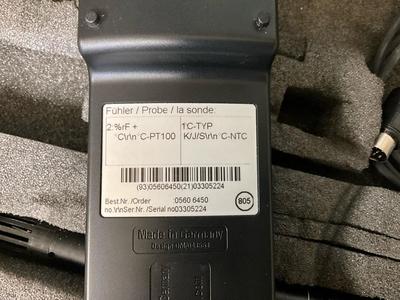 Fühler / Probe / la sonde:
2:%rF +
°C\r\n°C-PT100
1°C-TYP
K/J/S\r\n°C-NTC
(93)05606450(21)03305224
Best.Nr./Order :0560 6450
no.\r\nSer.Nr. /Serial no03305224
805
Made in Germany
Germany